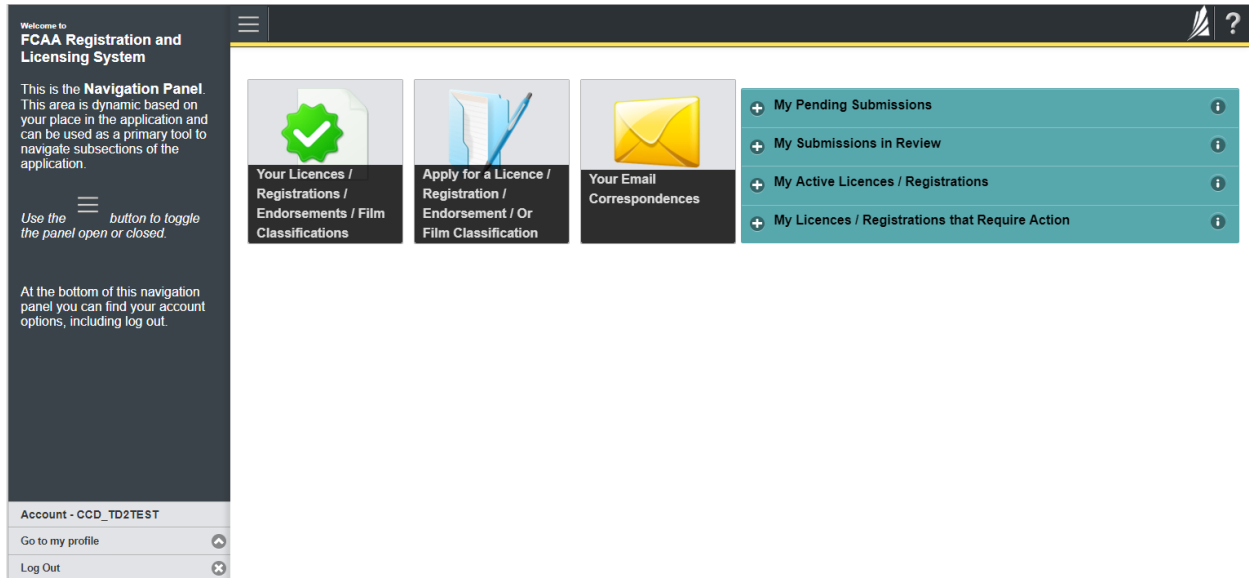 Welcome to
FCAA Registration and
Licensing System
This is the Navigation Panel.
This area is dynamic based on
your place in the application and
can be used as a primary tool to
navigate subsections of the
application.
Use the button to toggle
the panel open or closed.
At the bottom of this navigation
panel you can find your account
options, including log out.
Account - CCD_TD2TEST
Go to my profile
Log Out
?
Your Licences /
Registrations /
Endorsements / Film
Classifications
Apply for a Licence /
Registration /
Endorsement / Or
Film Classification
Your Email
Correspondences
My Pending Submissions
My Submissions in Review
My Active Licences / Registrations
My Licences / Registrations that Require Action